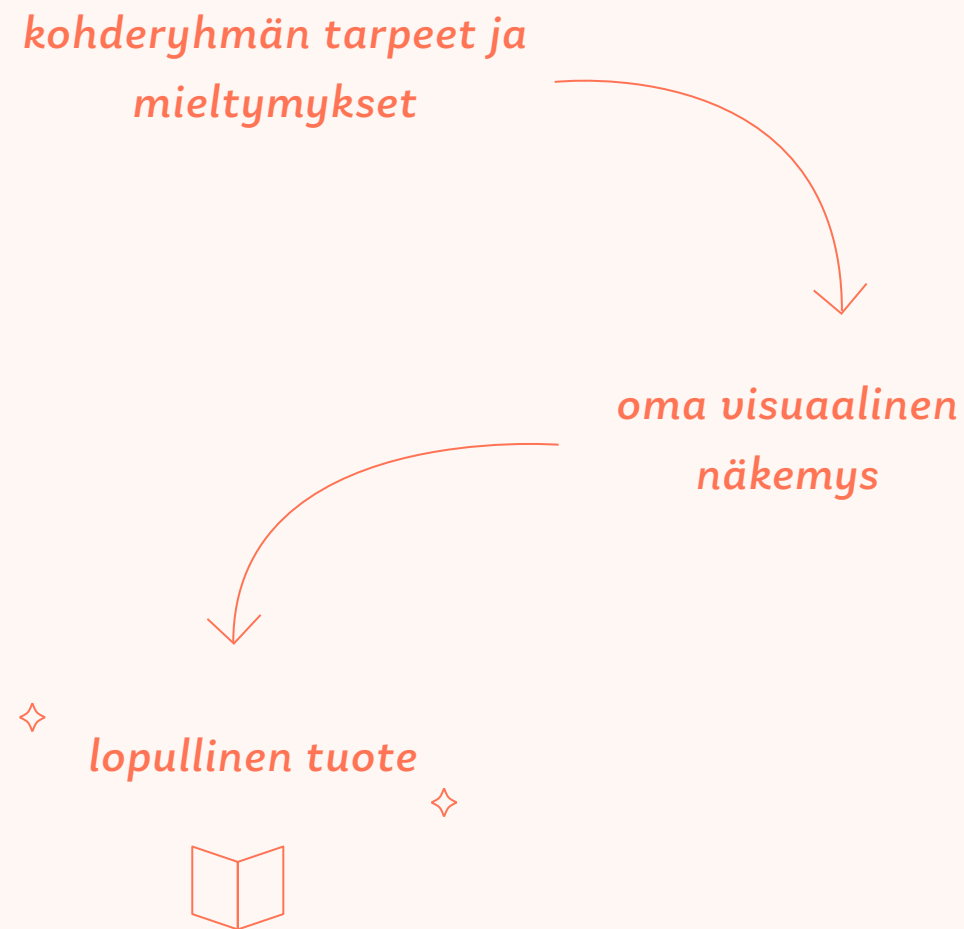 kohderyhmän tarpeet ja
mieltymykset
oma visuaalinen
näkemys
lopullinen tuote